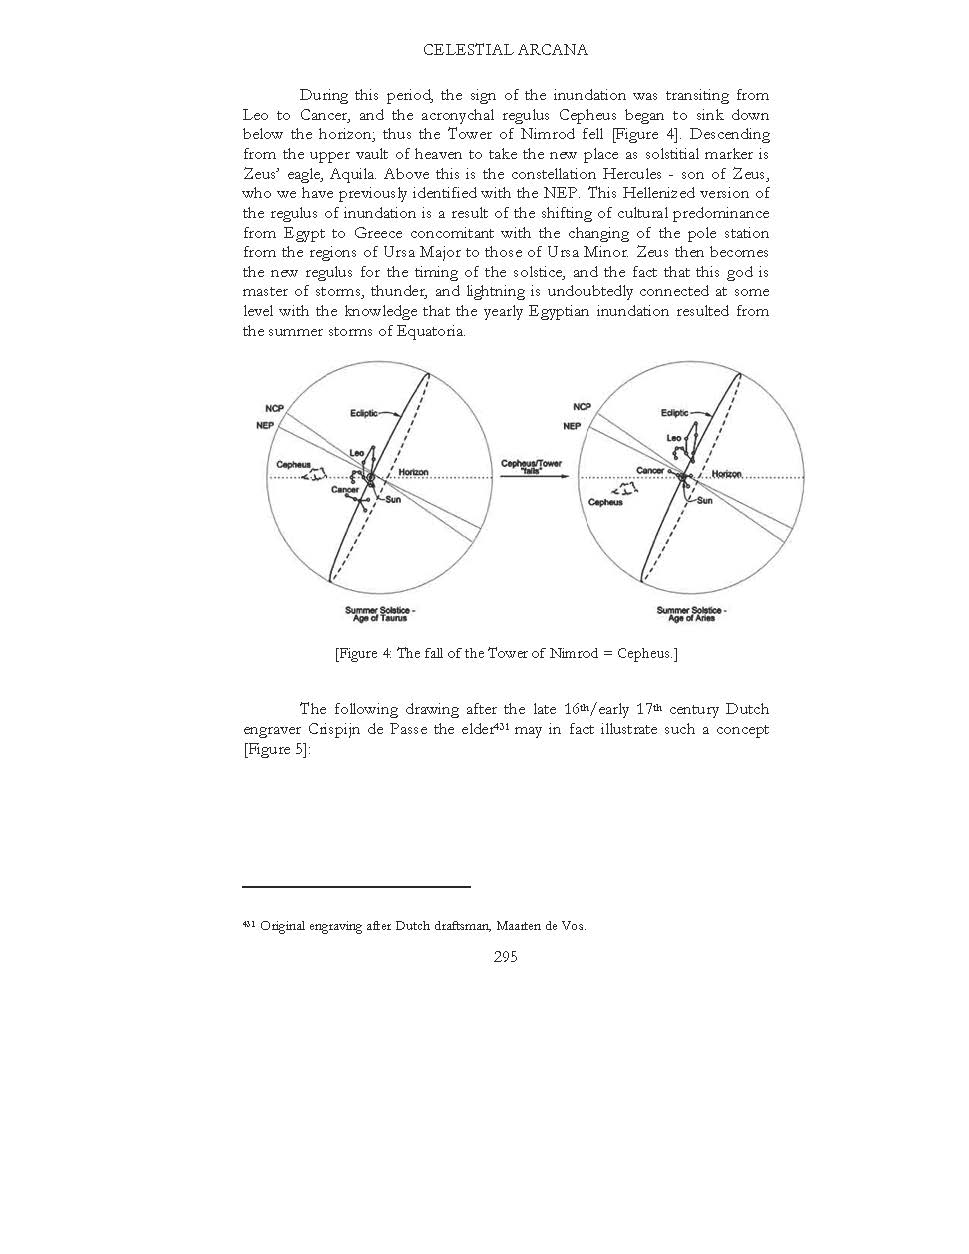 CELESTIAL ARCANA
During this period, the sign of the inundation was transiting from
Leo to Cancer, and the acronychal regulus Cepheus began to sink down
below the horizon; thus the Tower of Nimrod fell [Figure 4]. Descending
from the upper vault of heaven to take the new place as solstitial marker is
Zeus’ eagle, Aquila. Above this is the constellation Hercules - son of Zeus,
who we have previously identified with the NEP. This Hellenized version of
the regulus of inundation is a result of the shifting of cultural predominance
from Egypt to Greece concomitant with the changing of the pole station
from the regions of Ursa Major to those of Ursa Minor. Zeus then becomes
the new regulus for the timing of the solstice, and the fact that this god is
master of storms, thunder, and lightning is undoubtedly connected at some
level with the knowledge that the yearly Egyptian inundation resulted from
the summer storms of Equatoria.
NCP
NEP
Ecliptic
Leo
Cepheus
Horizon
Cancer
Sun
Summer Solstice -
Age of Taurus
Cepheus/Tower
"falls"
NCP
NEP
Ecliptic
Leo
Cancer
Horizon
Cepheus
Sun
Summer Solstice -
Age of Aries
[Figure 4: The fall of the Tower of Nimrod = Cepheus.]
The following drawing after the late 16th/early 17th century Dutch
engraver Crispijn de Passe the elder431 may in fact illustrate such a concept
[Figure 5]:
431 Original engraving after Dutch draftsman, Maarten de Vos.
295